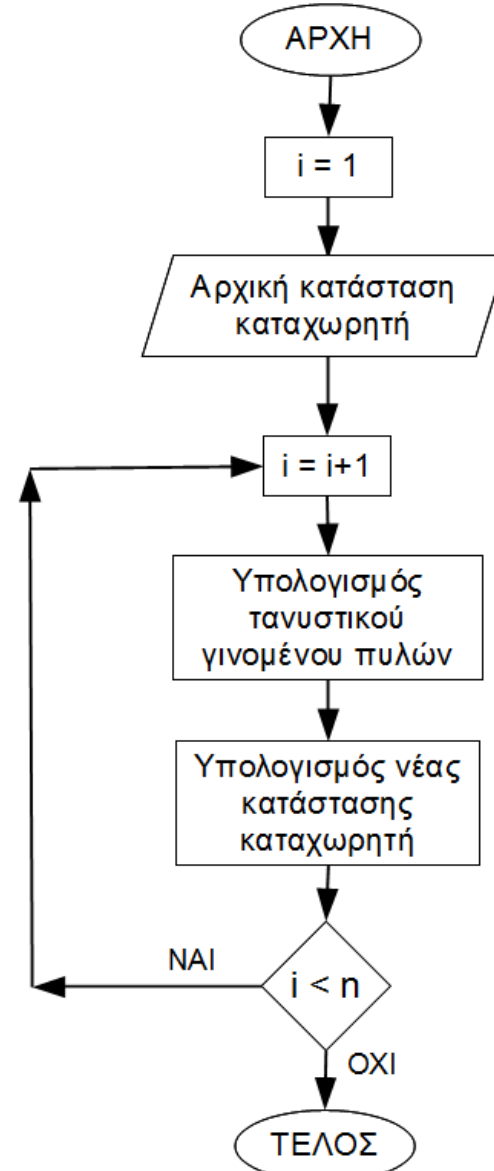 ΑΡΧΗ
i = 1
Αρχική κατάσταση
καταχωρητή
i = i+1
Υπολογισμός
τανυστικού
γινομένου πυλών
Υπολογισμός νέας
κατάστασης
καταχωρητή
ΝΑΙ
i < n
ΟΧΙ
ΤΕΛΟΣ